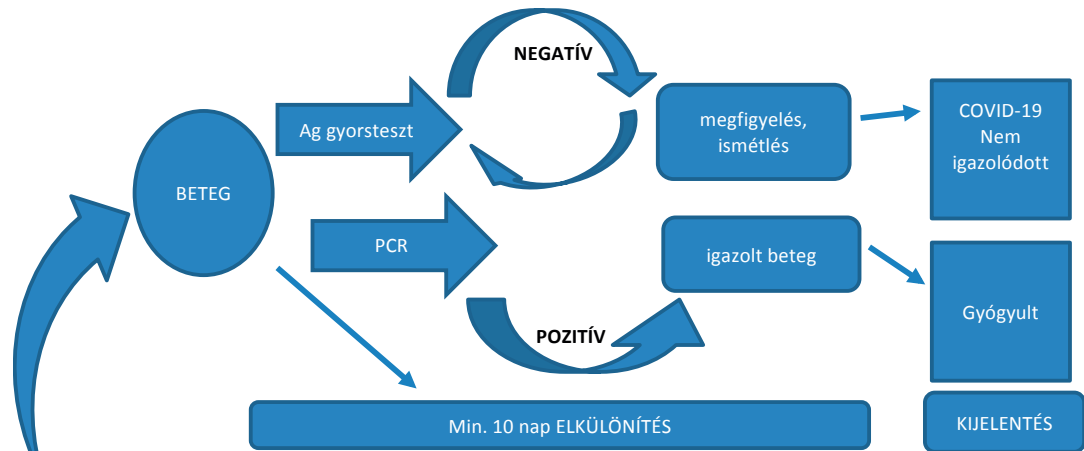 NEGATÍV
Ag gyorsteszt
megfigyelés,
ismétlés
COVID-19
Nem
igazolódott
BETEG
PCR
igazolt beteg
Gyógyult
POZITÍV
Min. 10 nap ELKÜLÖNÍTÉS
KIJELENTÉS